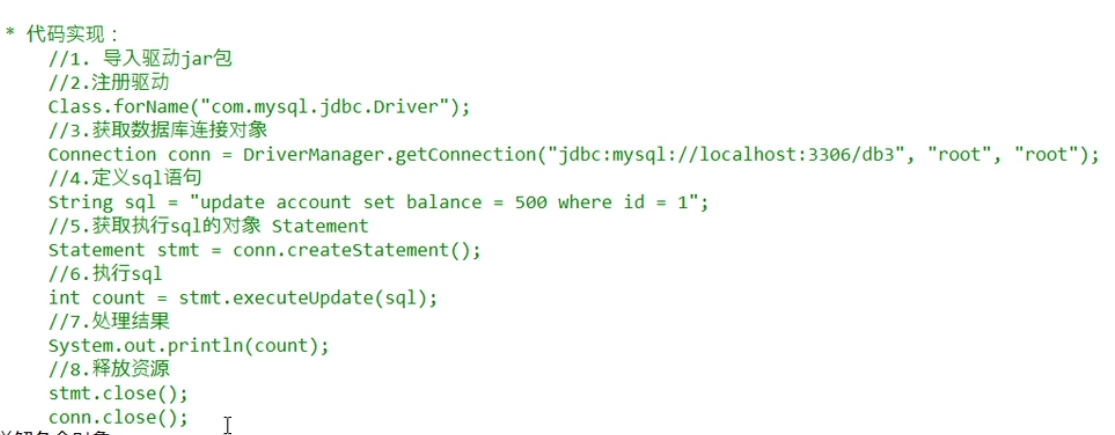 * 代码实现：
//1. 导入驱动jar包
//2.注册驱动
Class.forName("com.mysql.jdbc.Driver");
//3.获取数据库连接对象
Connection conn = DriverManager.getConnection("jdbc:mysql://localhost:3306/db3", "root", "root");
//4.定义sql语句
String sql = "update account set balance = 500 where id = 1";
//5.获取执行sql的对象 Statement
Statement stmt = conn.createStatement();
//6.执行sql
int count = stmt.executeUpdate(sql);
//7.处理结果
System.out.println(count);
//8.释放资源
stmt.close();
conn.close();